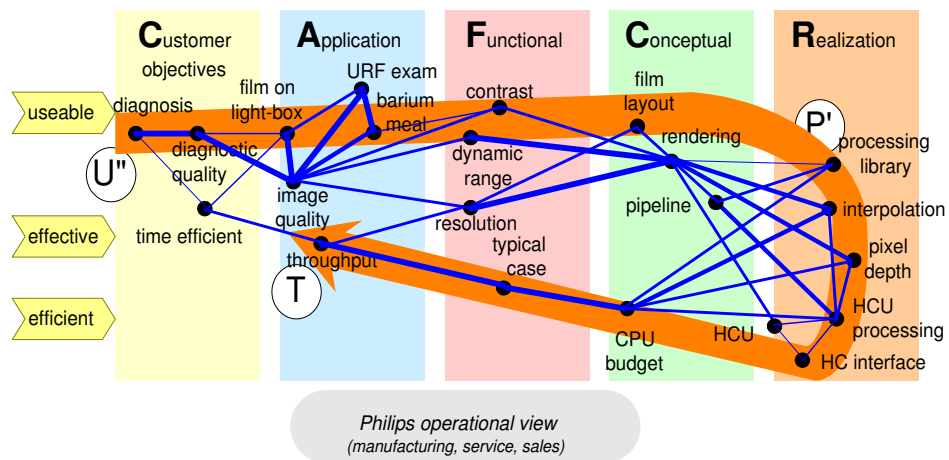 Customer
objectives
Application
Functional
Conceptual
Realization
useable
effective
efficient
diagnosis
film on
light-box
URF exam
barium
meal
contrast
film
layout
P'
U"
diagnostic
quality
dynamic
range
rendering
processing
library
time efficient
image
quality
resolution
pipeline
interpolation
throughput
typical
case
pixel
depth
T
CPU
budget
HCU
HCU
processing
HC interface
Philips operational view
(manufacturing, service, sales)